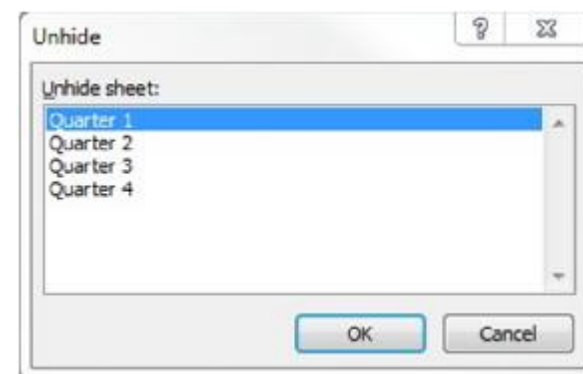 Unhide
Unhide sheet:
Quarter 1
Quarter 2
Quarter 3
Quarter 4
OK
Cancel